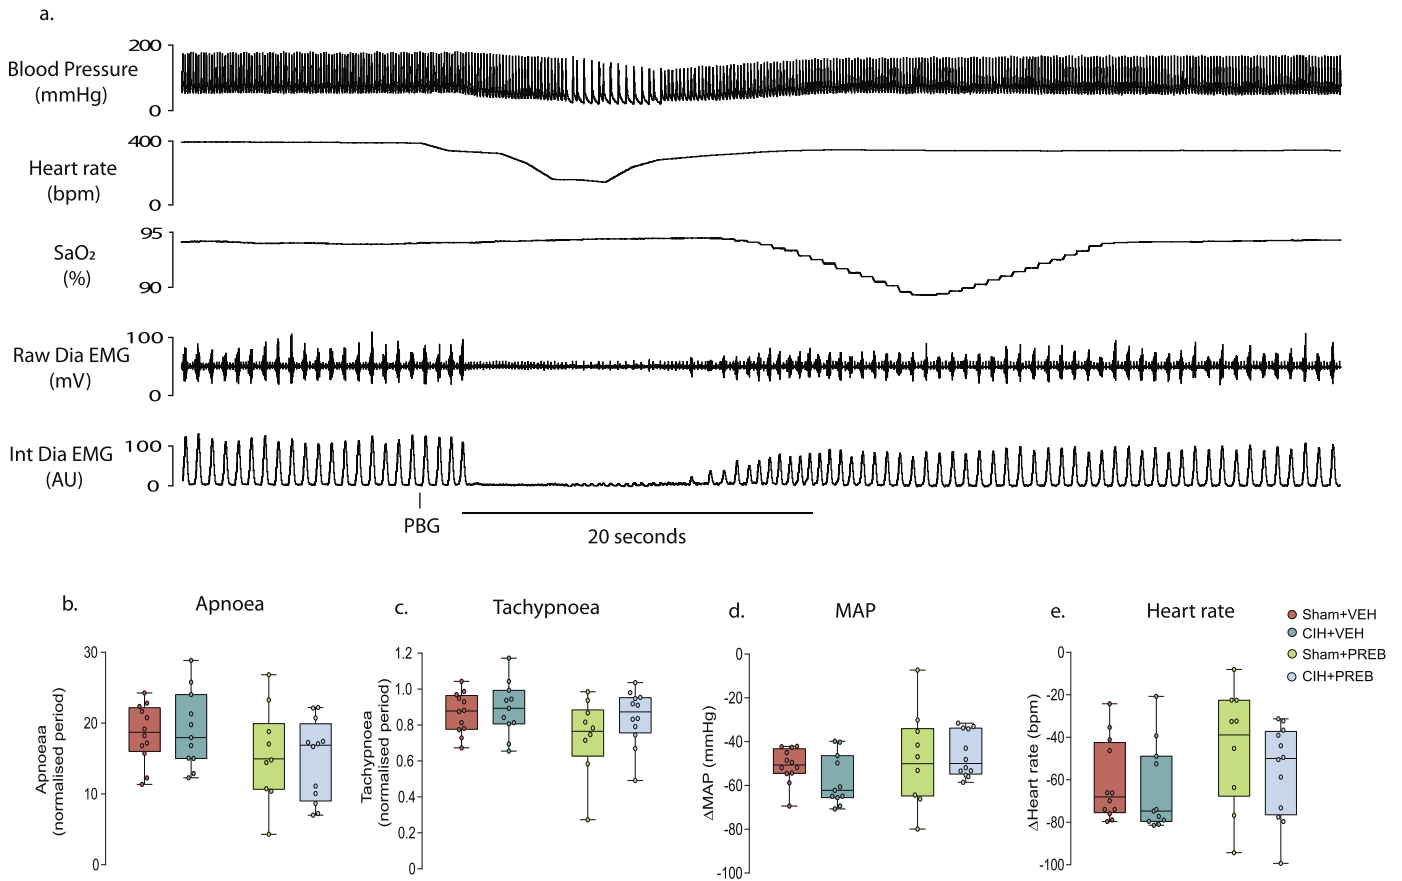 a.
200
Blood Pressure
(mmHg)
0
400
Heart rate
(bpm)
0
95
SaO₂
(%)
90
100
Raw Dia EMG
(mV)
0
100
Int Dia EMG
(AU)
0
PBG
20 seconds
b.
Apnoea
30
20
10
0
Apnoeaa
(normalised period)
c.
Tachypnoea
1.2
1.0
0.8
0.6
0.4
0.2
0
Tachypnoea
(normalised period)
d.
MAP
0
-20
-40
-60
-80
-100
ΔMAP (mmHg)
e.
Heart rate
0
-20
-40
-60
-80
-100
ΔHeart rate (bpm)
Sham+VEH
CIH+VEH
Sham+PREB
CIH+PREB